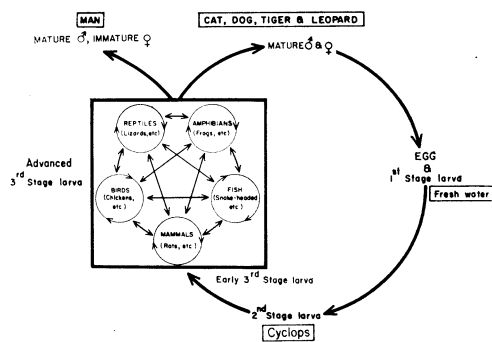 MAN
MATURE ♂, IMMATURE ♀
CAT, DOG, TIGER & LEOPARD
MATURE♂ & ♀
REPTILES
(Lizards, etc)
AMPHIBIANS
(Frogs, etc)
Advanced
3rd Stage larva
BIRDS
(Chickens,
etc)
FISH
(Snake-headed
etc)
MAMMALS
(Rats, etc)
EGG
&
1st Stage larva
Fresh water
Early 3rd Stage larva
2nd Stage larva
Cyclops